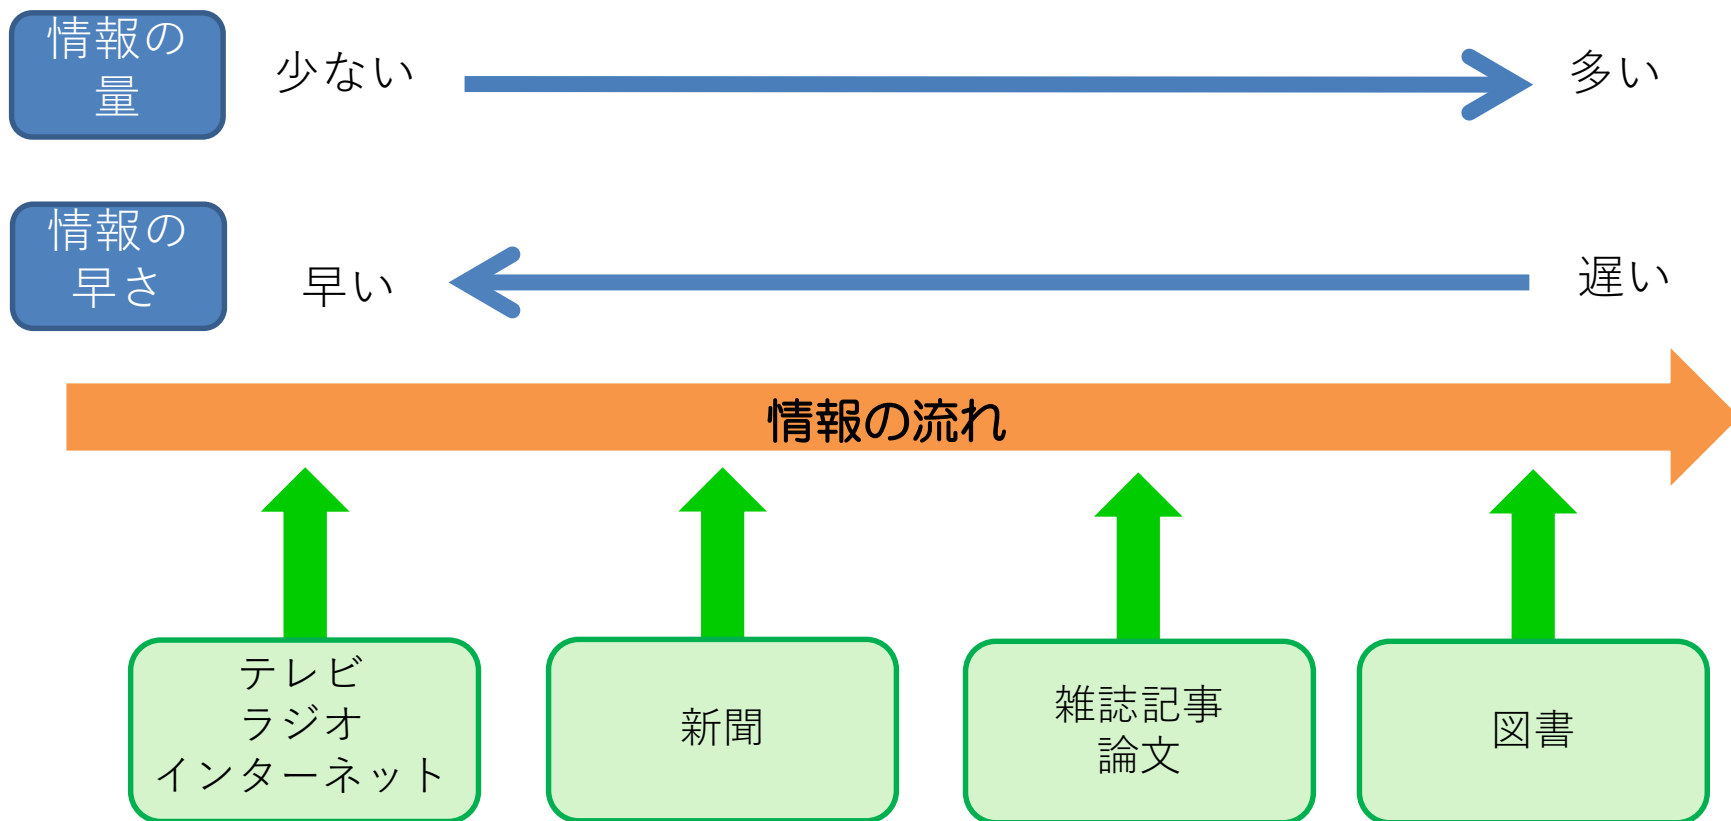 情報の
量
少ない
多い
情報の
早さ
早い
遅い
情報の流れ
テレビ
ラジオ
インターネット
新聞
雑誌記事
論文
図書